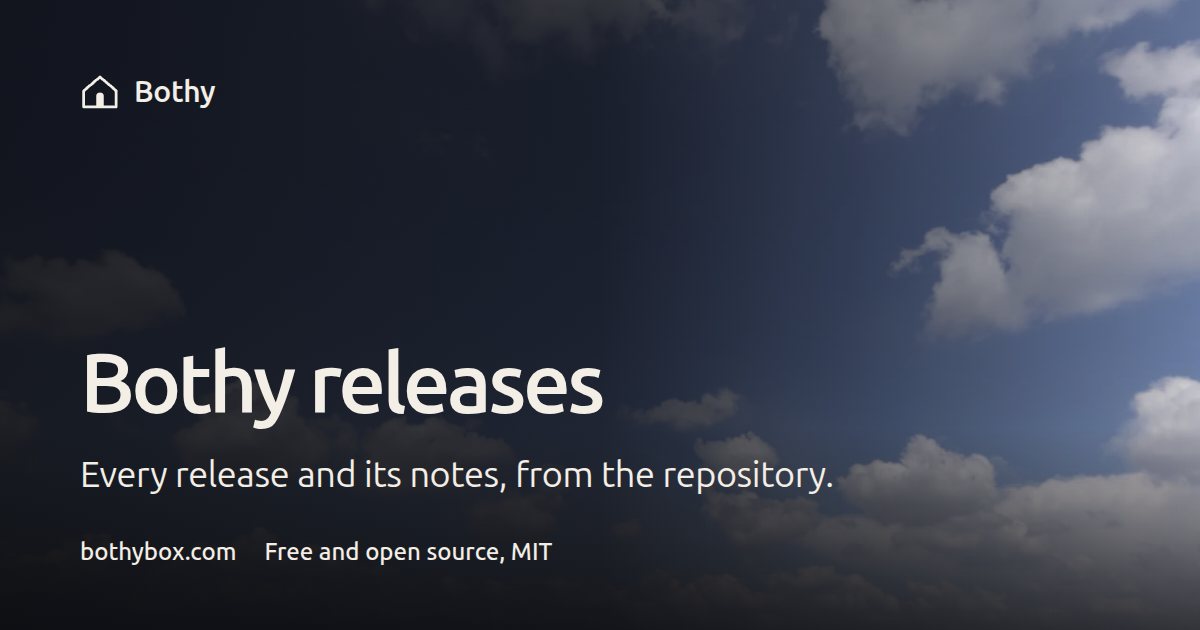 Bothy
Bothy releases
Every release and its notes, from the repository.
bothybox.com Free and open source, MIT